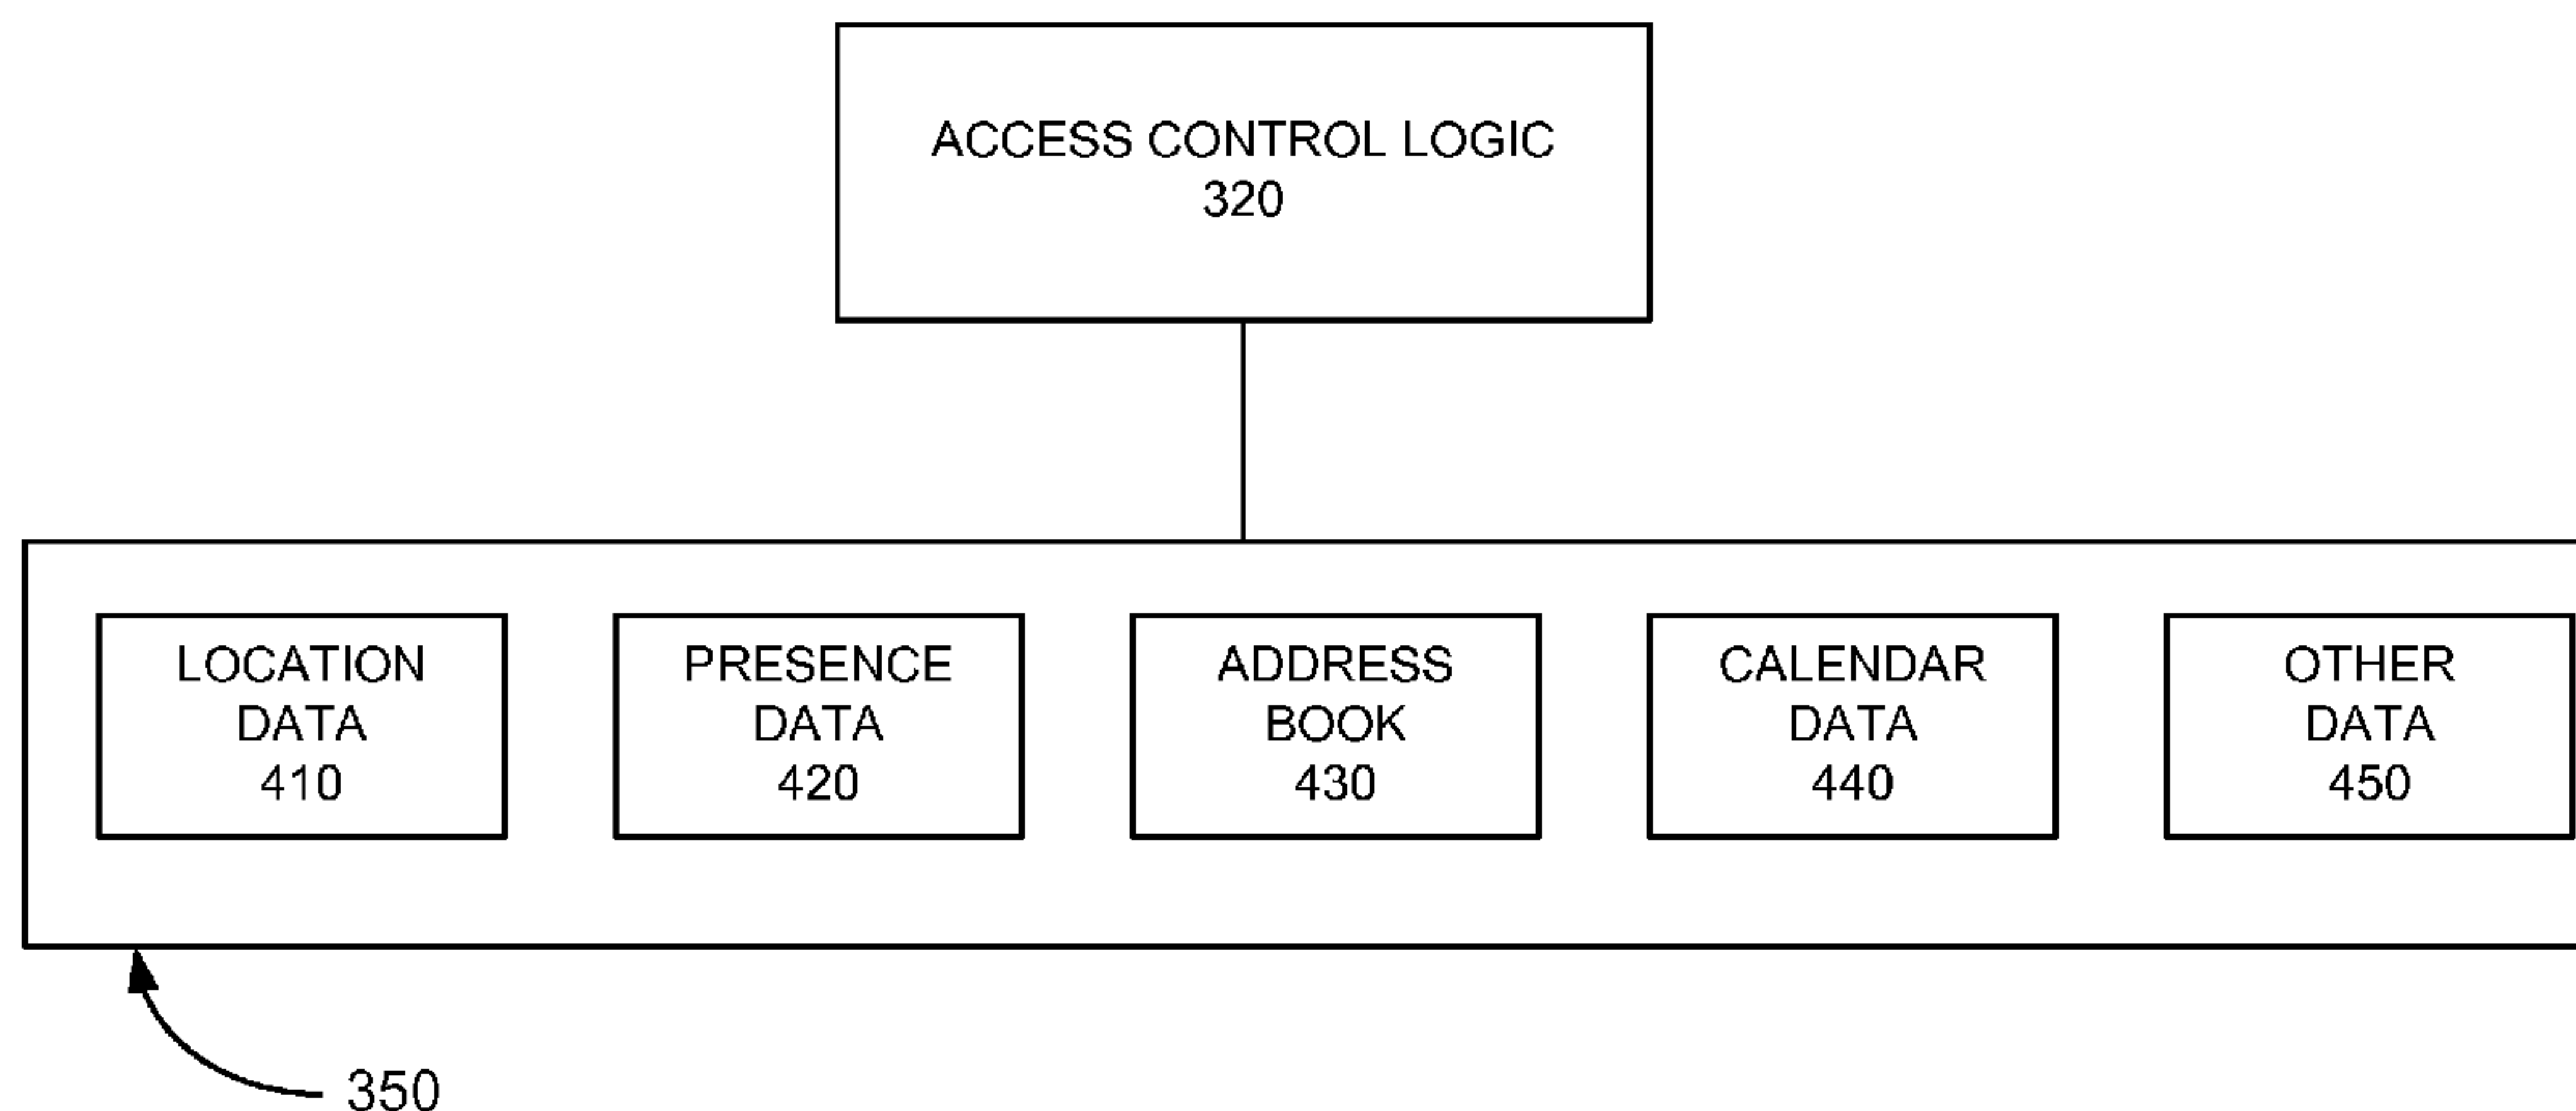 ACCESS CONTROL LOGIC
320
LOCATION
DATA
410
PRESENCE
DATA
420
ADDRESS
BOOK
430
CALENDAR
DATA
440
OTHER
DATA
450
350